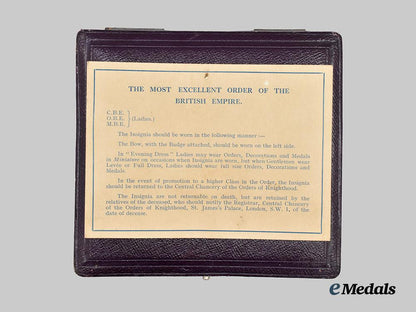 THE MOST EXCELLENT ORDER OF THE
BRITISH EMPIRE.
C.B.E.
O.B.E. (Ladies.)
M.B.E.
The Insignia should be worn in the following manner—
The Bow, with the Badge attached, should be worn on the left side.
In "Evening Dress" Ladies may wear Orders, Decorations and Medals
in Miniature on occasions when Insignia are worn, but when Gentlemen wear
Levée or Full Dress, Ladies should wear full size Orders, Decorations and
Medals.
In the event of promotion to a higher Class in the Order, the Insignia
should be returned to the Central Chancery of the Orders of Knighthood.
The Insignia are not returnable on death, but are retained by the
relatives of the deceased, who should notify the Registrar, Central Chancery
of the Orders of Knighthood, St. James's Palace, London, S.W. 1, of the
date of decease.
eMedals